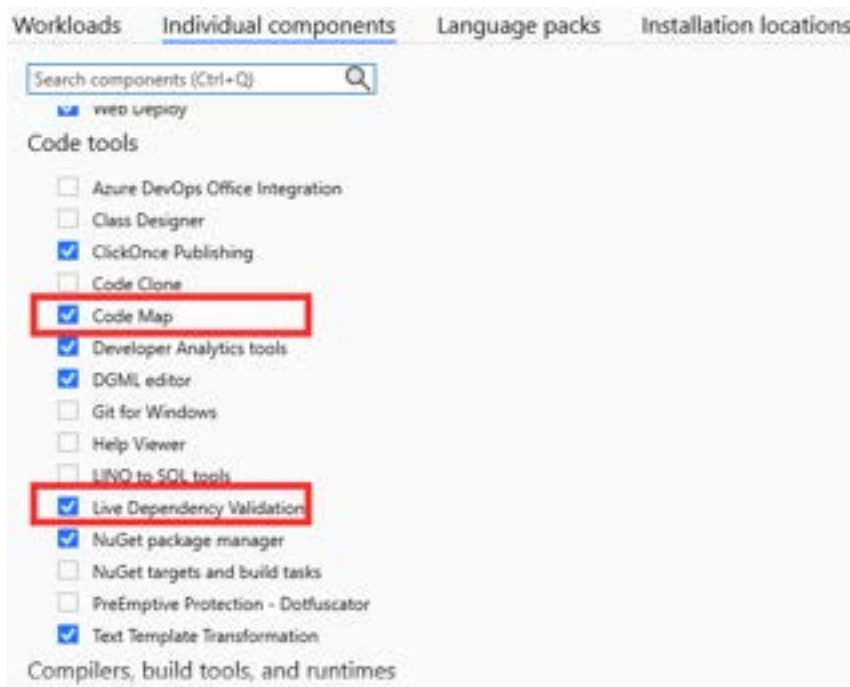 Workloads Individual components Language packs Installation locations
Search components (Ctrl+Q)
Web Deploy
Code tools
Azure DevOps Office Integration
Class Designer
ClickOnce Publishing
Code Clone
Code Map
Developer Analytics tools
DGML editor
Git for Windows
Help Viewer
LINQ to SQL tools
Live Dependency Validation
NuGet package manager
NuGet targets and build tasks
PreEmptive Protection - Dotfuscator
Text Template Transformation
Compilers, build tools, and runtimes